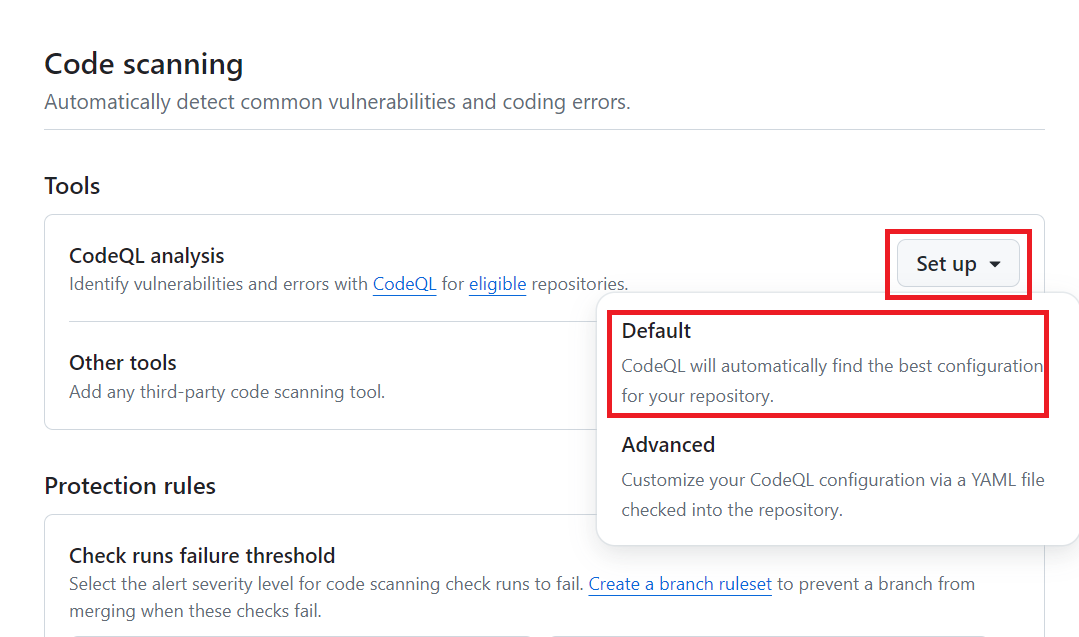 Code scanning
Automatically detect common vulnerabilities and coding errors.
Tools
CodeQL analysis
Set up
Identify vulnerabilities and errors with CodeQL for eligible repositories.
Default
CodeQL will automatically find the best configuration
for your repository.
Other tools
Add any third-party code scanning tool.
Advanced
Customize your CodeQL configuration via a YAML file
checked into the repository.
Protection rules
Check runs failure threshold
Select the alert severity level for code scanning check runs to fail. Create a branch ruleset to prevent a branch from
merging when these checks fail.